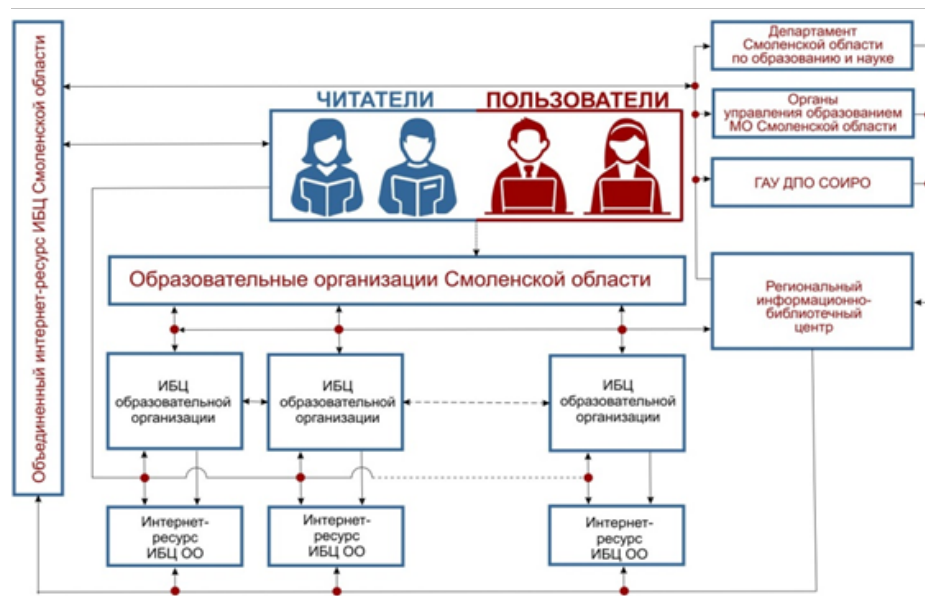 Объединенный интернет-ресурс ИБЦ Смоленской области
ЧИТАТЕЛИ
ПОЛЬЗОВАТЕЛИ
Департамент
Смоленской области
по образованию и науке
Органы
управления образованием
МО Смоленской области
ГАУ ДПО СОИРО
Образовательные организации Смоленской области
Региональный
информационно-
библиотечный
центр
ИБЦ
образовательной
организации
ИБЦ
образовательной
организации
ИБЦ
образовательной
организации
Интернет-
ресурс
ИБЦ ОО
Интернет-
ресурс
ИБЦ ОО
Интернет-
ресурс
ИБЦ ОО